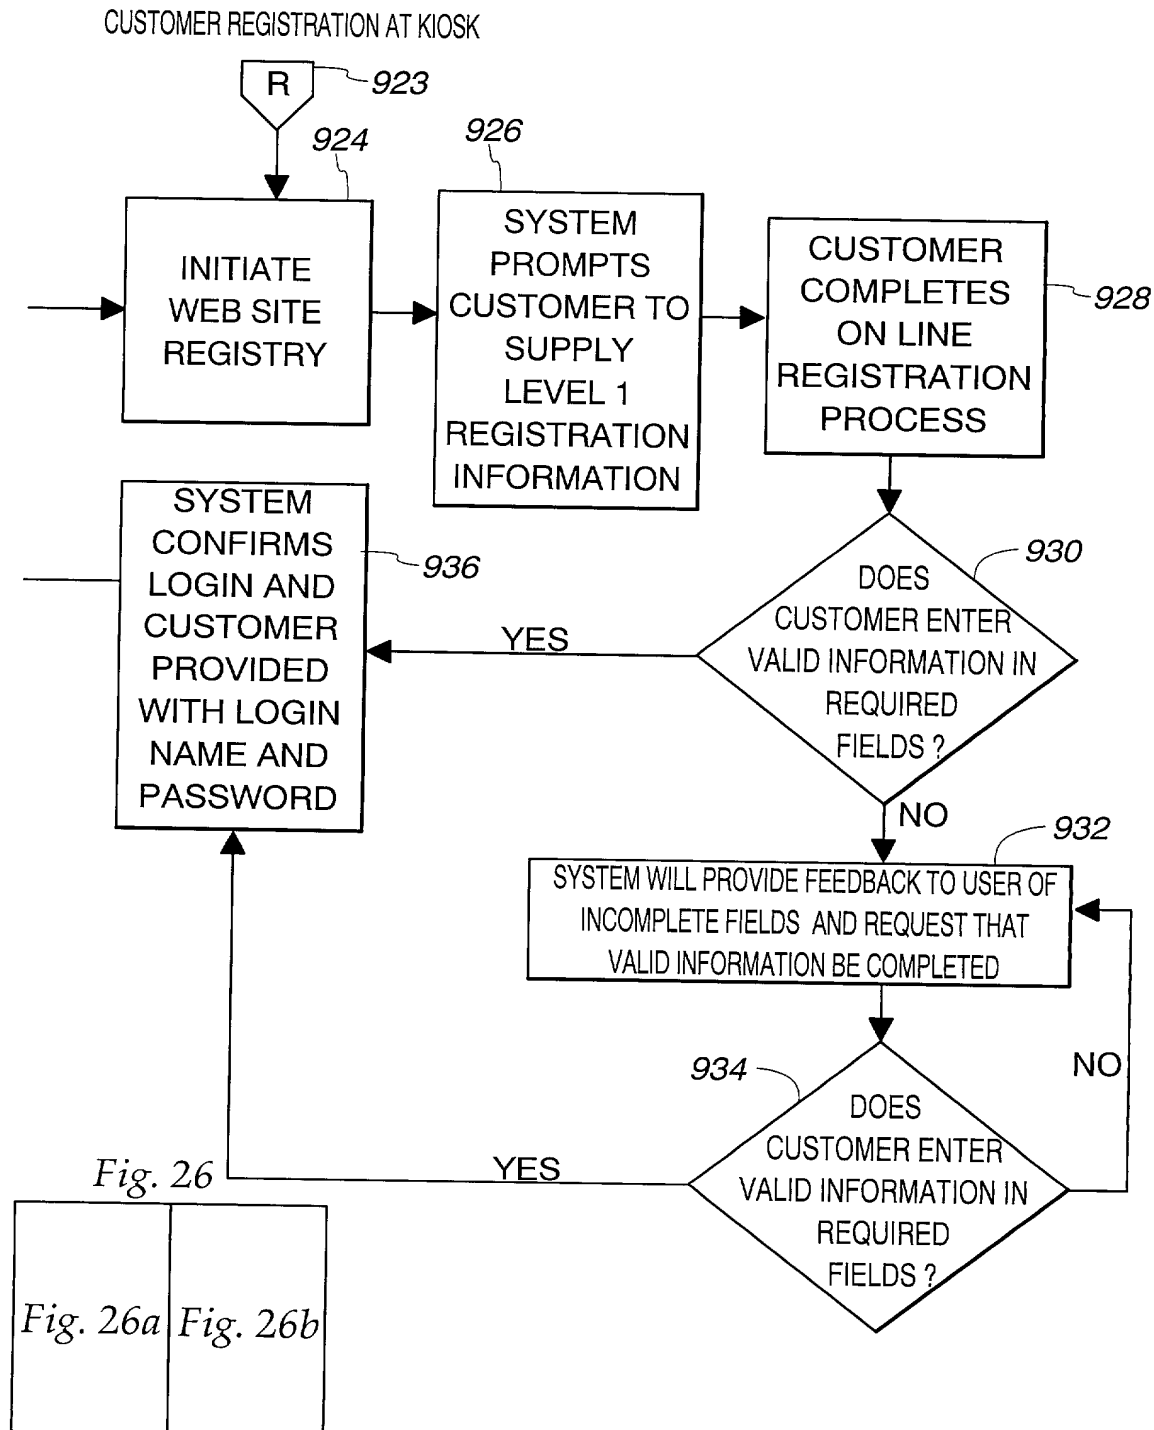 CUSTOMER REGISTRATION AT KIOSK
R
923
924
926
INITIATE
WEB SITE
REGISTRY
SYSTEM
PROMPTS
CUSTOMER TO
SUPPLY
LEVEL 1
REGISTRATION
INFORMATION
CUSTOMER
COMPLETES
ON LINE
REGISTRATION
PROCESS
928
SYSTEM
CONFIRMS
LOGIN AND
CUSTOMER
PROVIDED
WITH LOGIN
NAME AND
PASSWORD
936
YES
930
DOES
CUSTOMER ENTER
VALID INFORMATION IN
REQUIRED
FIELDS ?
NO
932
SYSTEM WILL PROVIDE FEEDBACK TO USER OF
INCOMPLETE FIELDS AND REQUEST THAT
VALID INFORMATION BE COMPLETED
934
NO
DOES
CUSTOMER ENTER
VALID INFORMATION IN
REQUIRED
FIELDS ?
YES
Fig. 26
Fig. 26a
Fig. 26b